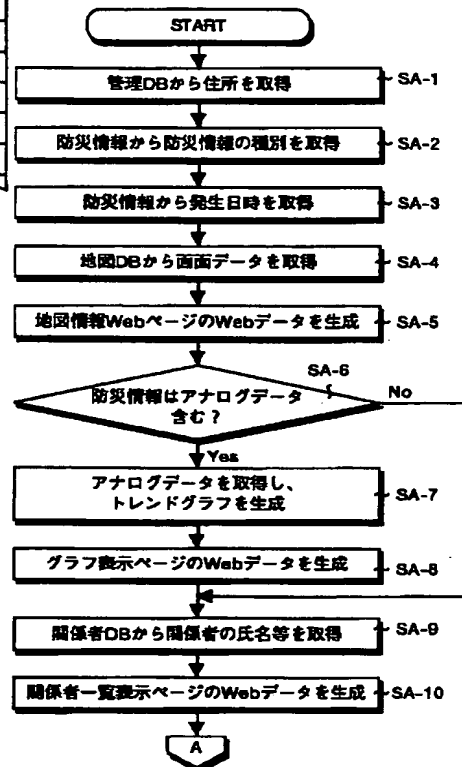 START
管理DBから住所を取得
SA-1
防災情報から防災情報の種別を取得
SA-2
防災情報から発生日時を取得
SA-3
地図DBから画面データを取得
SA-4
地図情報WebページのWebデータを生成
SA-5
SA-6
防災情報はアナログデータ
含む？
No
Yes
アナログデータを取得し、
トレンドグラフを生成
SA-7
グラフ表示ページのWebデータを生成
SA-8
関係者DBから関係者の氏名等を取得
SA-9
関係者一覧表示ページのWebデータを生成
SA-10
A